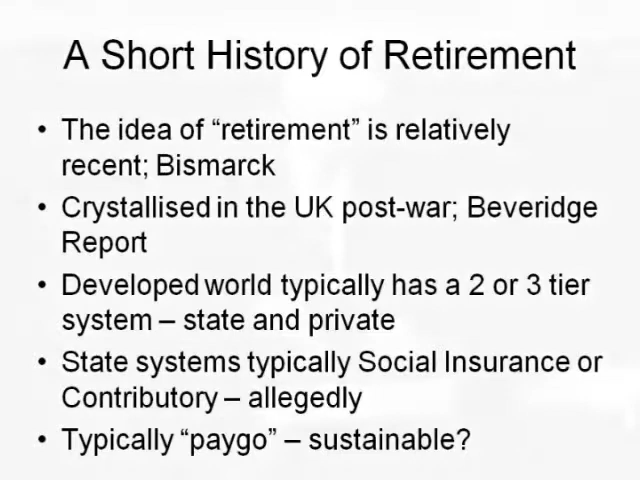 A Short History of Retirement
• The idea of “retirement” is relatively
recent; Bismarck
• Crystallised in the UK post-war; Beveridge
Report
• Developed world typically has a 2 or 3 tier
system – state and private
• State systems typically Social Insurance or
Contributory – allegedly
• Typically “paygo” – sustainable?